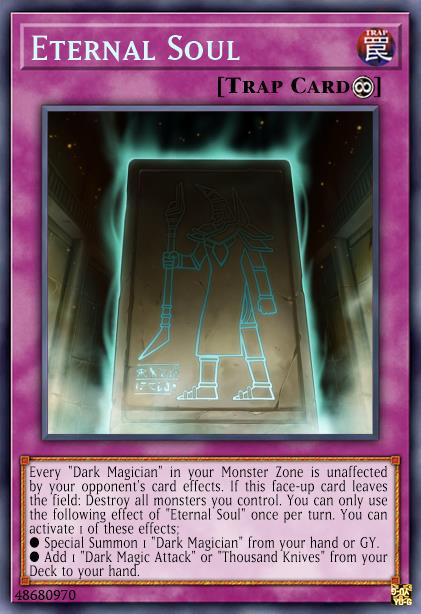 Eternal Soul
TRAP
罠
[Trap Card]
Every "Dark Magician" in your Monster Zone is unaffected
by your opponent's card effects. If this face-up card leaves
the field: Destroy all monsters you control. You can only use
the following effect of "Eternal Soul" once per turn. You can
activate 1 of these effects;
● Special Summon 1 "Dark Magician" from your hand or GY.
● Add 1 "Dark Magic Attack" or "Thousand Knives" from your
Deck to your hand.
48680970